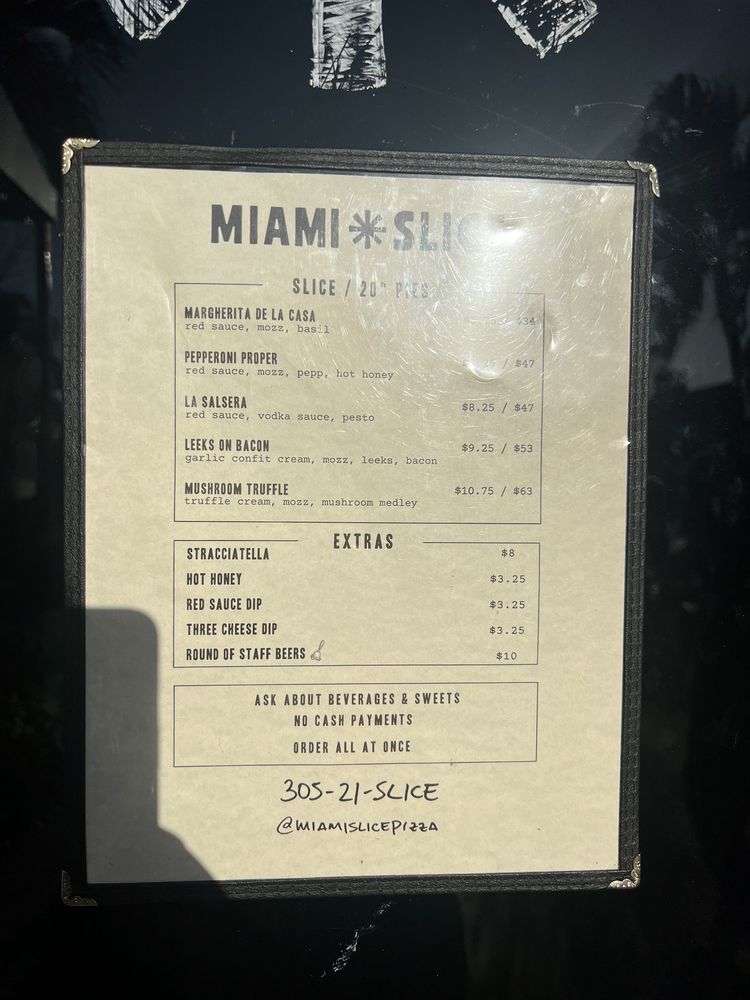 MIAMI SLICE
SLICE / 20" PIES
MARGHERITA DE LA CASA
red sauce, mozz, basil
$34
PEPPERONI PROPER
red sauce, mozz, pepp, hot honey
/ $47
LA SALSERA
red sauce, vodka sauce, pesto
$8.25 / $47
LEEKS ON BACON
garlic confit cream, mozz, leeks, bacon
$9.25 / $53
MUSHROOM TRUFFLE
truffle cream, mozz, mushroom medley
$10.75 / $63
EXTRAS
STRACCIATELLA $8
HOT HONEY $3.25
RED SAUCE DIP $3.25
THREE CHEESE DIP $3.25
ROUND OF STAFF BEERS $10
ASK ABOUT BEVERAGES & SWEETS
NO CASH PAYMENTS
ORDER ALL AT ONCE
305-21-SLICE
@MIAMISLICEPIZZA